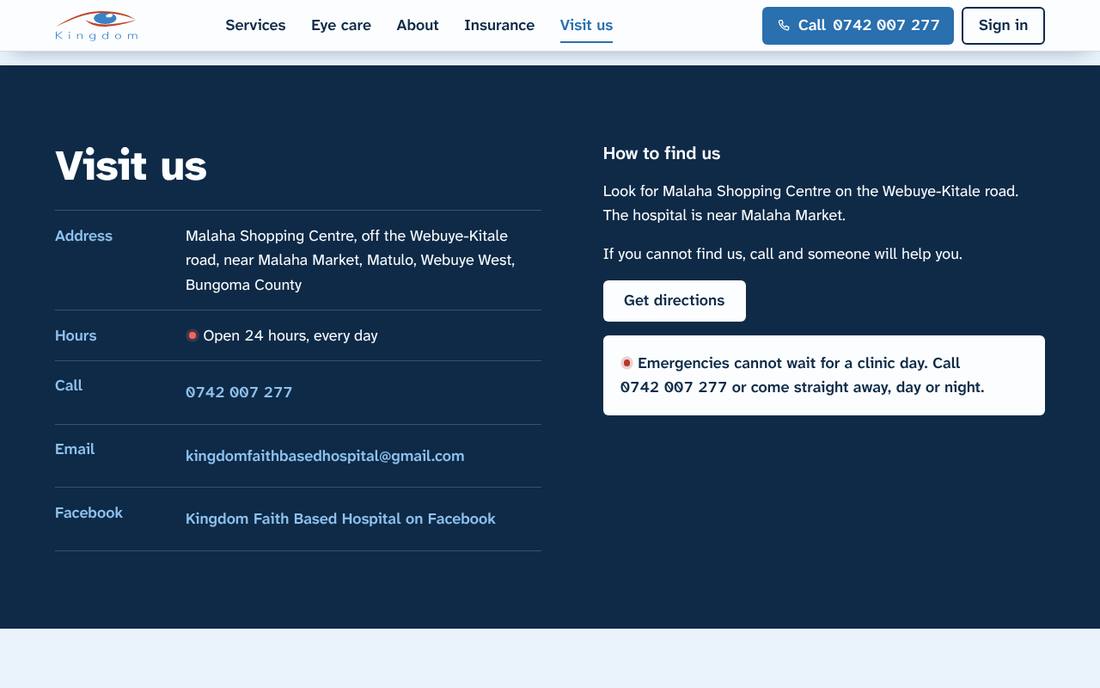 Kingdom
Services Eye care About Insurance Visit us
Call 0742 007 277
Sign in
Visit us
Address
Malaha Shopping Centre, off the Webuye-Kitale
road, near Malaha Market, Matulo, Webuye West,
Bungoma County
Hours
Open 24 hours, every day
Call
0742 007 277
Email
kingdomfaithbasedhospital@gmail.com
Facebook
Kingdom Faith Based Hospital on Facebook
How to find us
Look for Malaha Shopping Centre on the Webuye-Kitale road.
The hospital is near Malaha Market.
If you cannot find us, call and someone will help you.
Get directions
Emergencies cannot wait for a clinic day. Call
0742 007 277 or come straight away, day or night.